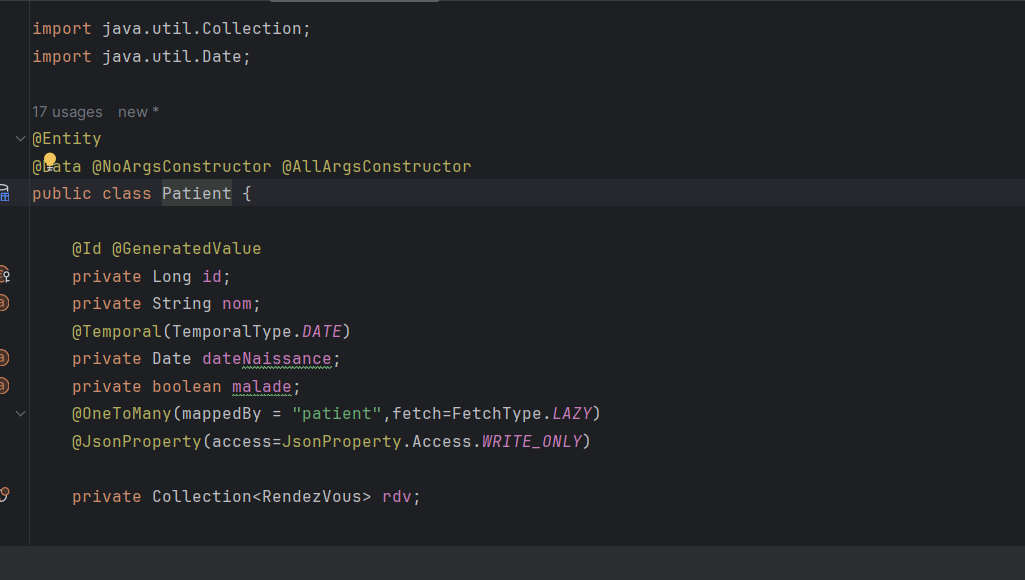 import java.util.Collection;
import java.util.Date;
17 usages new *
@Entity
@Data @NoArgsConstructor @AllArgsConstructor
public class Patient {
@Id @GeneratedValue
private Long id;
private String nom;
@Temporal(TemporalType.DATE)
private Date dateNaissance;
private boolean malade;
@OneToMany(mappedBy = "patient",fetch=FetchType.LAZY)
@JsonProperty(access=JsonProperty.Access.WRITE_ONLY)
private Collection<RendezVous> rdv;